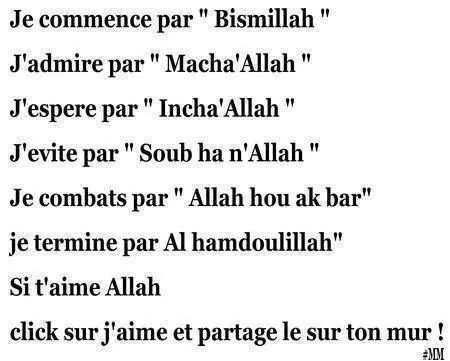 Je commence par " Bismillah "
J'admire par " Macha'Allah "
J'espere par " Incha'Allah "
J'evite par " Soub ha n'Allah "
Je combats par " Allah hou ak bar"
je termine par Al hamdoulillah"
Si t'aime Allah
click sur j'aime et partage le sur ton mur !
#MM